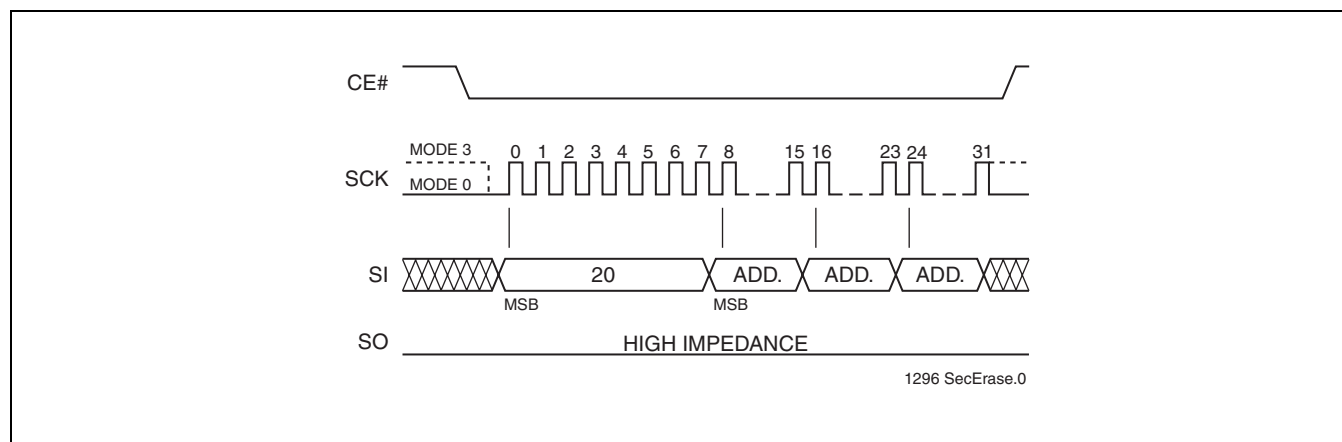 CE#
MODE 3
0 1 2 3 4 5 6 7 8 15 16 23 24 31
SCK
MODE 0
SI
20 ADD. ADD. ADD.
MSB MSB
SO
HIGH IMPEDANCE
1296 SecErase.0